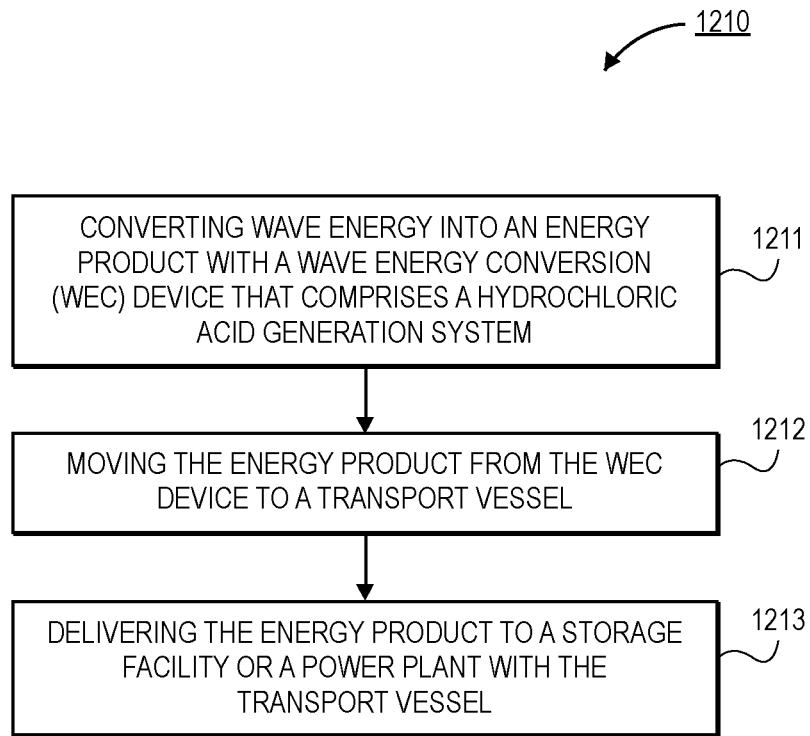 1210
CONVERTING WAVE ENERGY INTO AN ENERGY
PRODUCT WITH A WAVE ENERGY CONVERSION
(WEC) DEVICE THAT COMPRISES A HYDROCHLORIC
ACID GENERATION SYSTEM
1211
MOVING THE ENERGY PRODUCT FROM THE WEC
DEVICE TO A TRANSPORT VESSEL
1212
DELIVERING THE ENERGY PRODUCT TO A STORAGE
FACILITY OR A POWER PLANT WITH THE
TRANSPORT VESSEL
1213